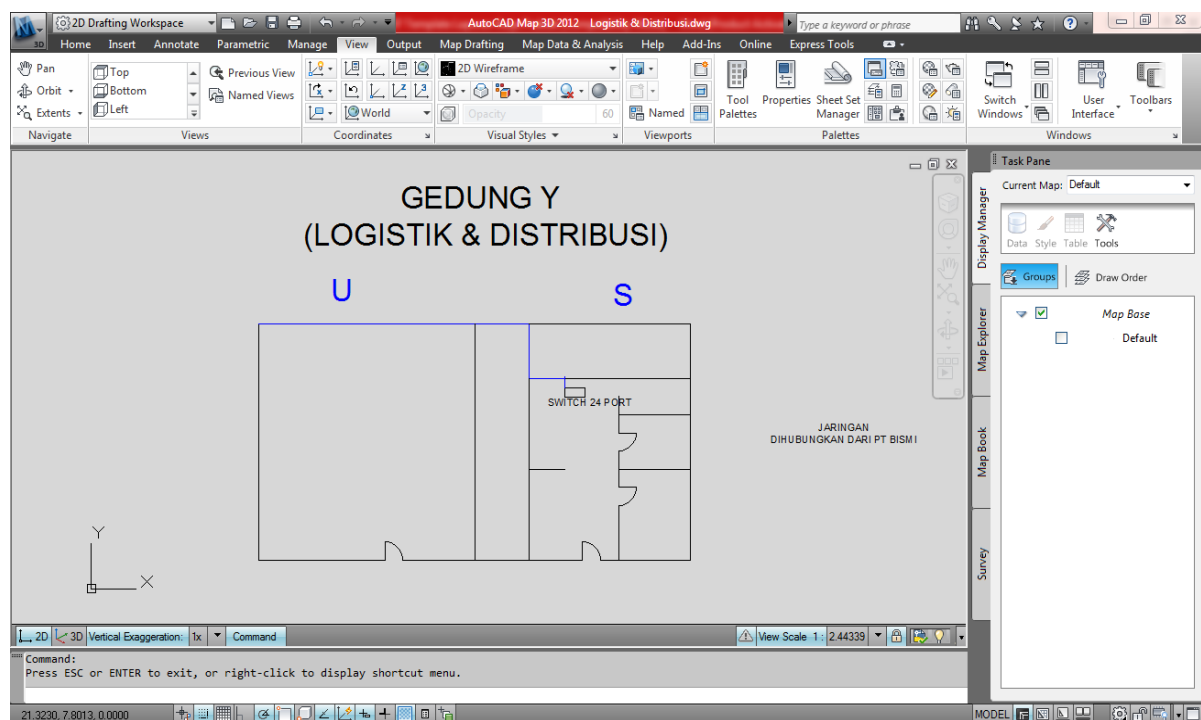 2D Drafting Workspace
AutoCAD Map 3D 2012 Logistik & Distribusi.dwg
Type a keyword or phrase
3D
Home Insert Annotate Parametric Manage View Output Map Drafting Map Data & Analysis Help Add-Ins Online Express Tools
Pan
Orbit
Extents
Navigate
Top
Bottom
Left
Previous View
Named Views
Views
World
Coordinates
2D Wireframe
Opacity 60
Visual Styles
Named
Viewports
Tool Palettes
Properties
Sheet Set Manager
Palettes
Switch Windows
User Interface
Toolbars
Windows
GEDUNG Y
(LOGISTIK & DISTRIBUSI)
U S
SWITCH 24 PORT
JARINGAN
DIHUBUNGKAN DARI PT BISMI
Y
X
Task Pane
Current Map: Default
Data Style Table Tools
Groups Draw Order
Map Base
Default
Display Manager
Map Explorer
Map Book
Survey
2D 3D Vertical Exaggeration: 1x Command
View Scale 1 : 2.44339
Command:
Press ESC or ENTER to exit, or right-click to display shortcut menu.
21.3230, 7.8013, 0.0000
MODEL